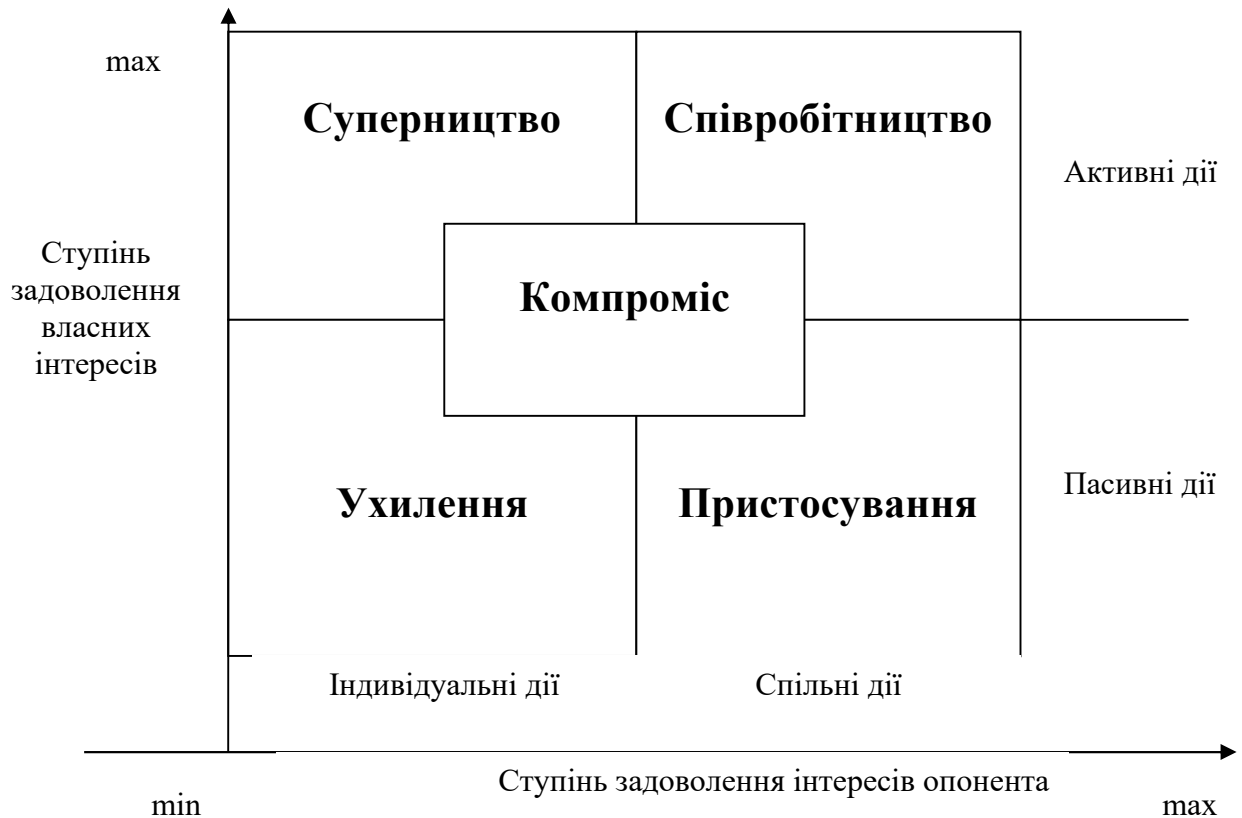 max
Суперництво
Співробітництво
Активні дії
Ступінь
задоволення
власних
інтересів
Компроміс
Ухилення
Пристосування
Пасивні дії
Індивідуальні дії
Спільні дії
Ступінь задоволення інтересів опонента
min
max